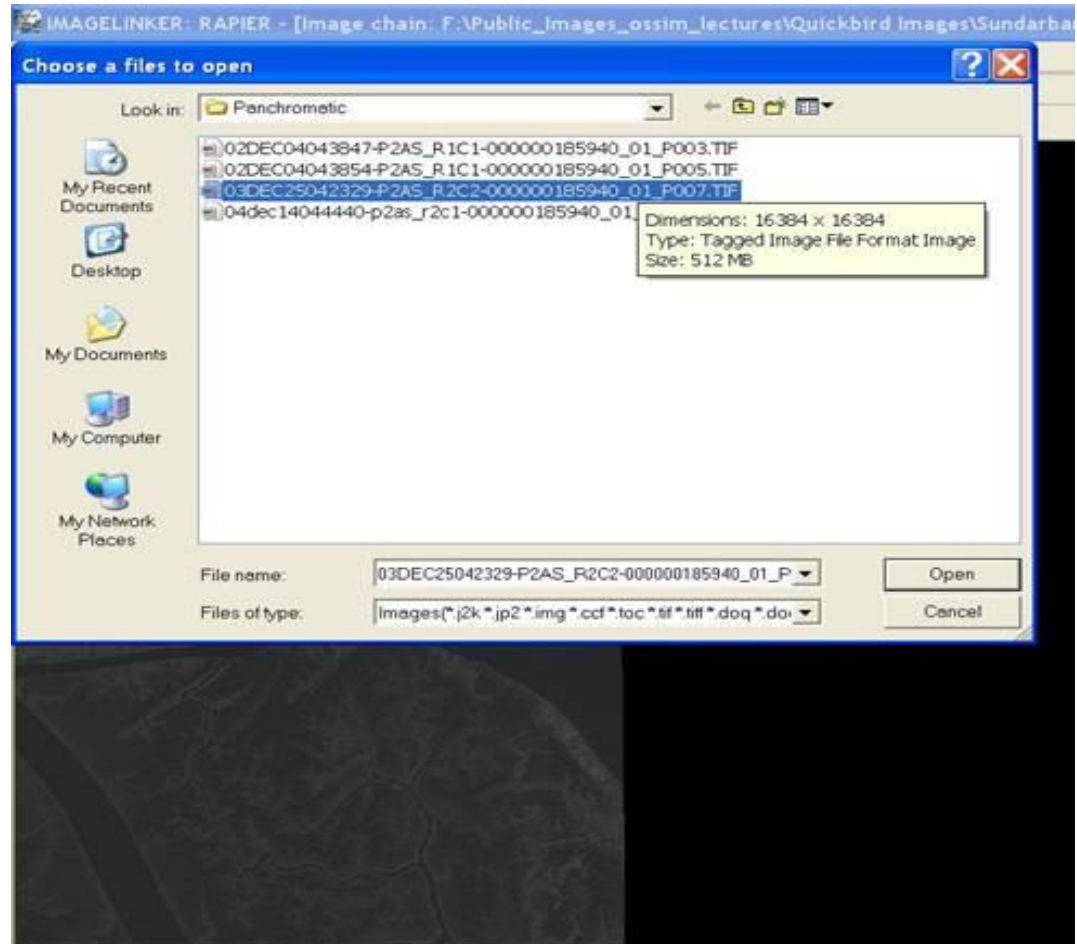 IMAGELINKER: RAPIER - [Image chain: F:\Public_Images_ossim_lectures\Quickbird Images\Sundarba
Choose a files to open
Look in: Panchromatic
02DEC04043847-P2AS_R1C1-000000185940_01_P003.TIF
02DEC04043854-P2AS_R1C1-000000185940_01_P005.TIF
03DEC25042329-P2AS_R2C2-000000185940_01_P007.TIF
04dec14044440-p2as_r2c1-000000185940_01_
Dimensions: 16384 x 16384
Type: Tagged Image File Format Image
Size: 512 MB
My Recent
Documents
Desktop
My Documents
My Computer
My Network
Places
File name: 03DEC25042329-P2AS_R2C2-000000185940_01_P
Open
Files of type: Images(*.j2k *.jp2 *.img *.ccf *.toc *.tif *.tiff *.doq *.do
Cancel